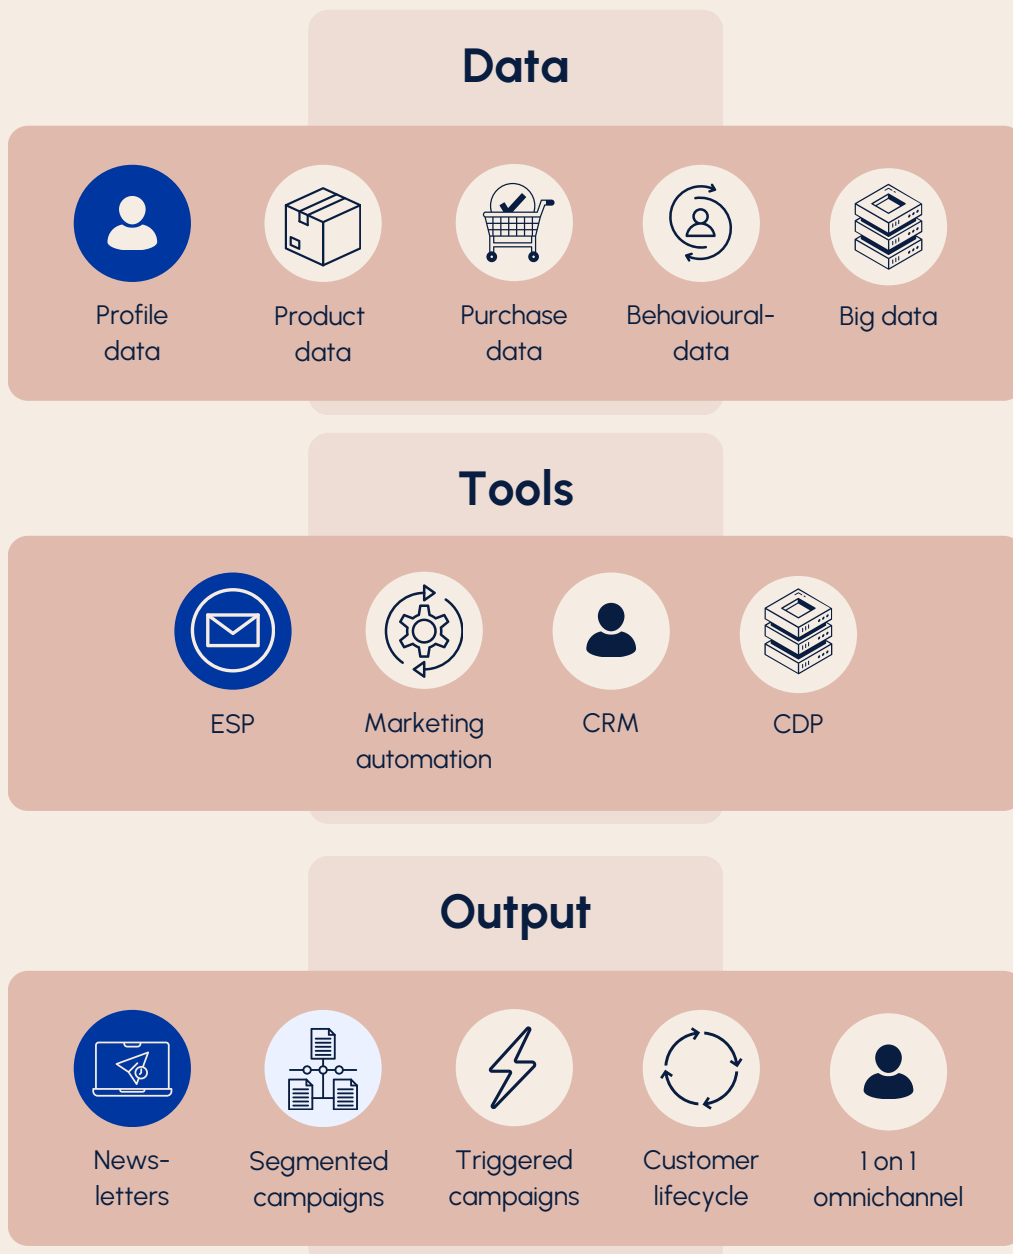 Data
Profile
data
Product
data
Purchase
data
Behavioural-
data
Big data
Tools
ESP
Marketing
automation
CRM
CDP
Output
News-
letters
Segmented
campaigns
Triggered
campaigns
Customer
lifecycle
1 on 1
omnichannel